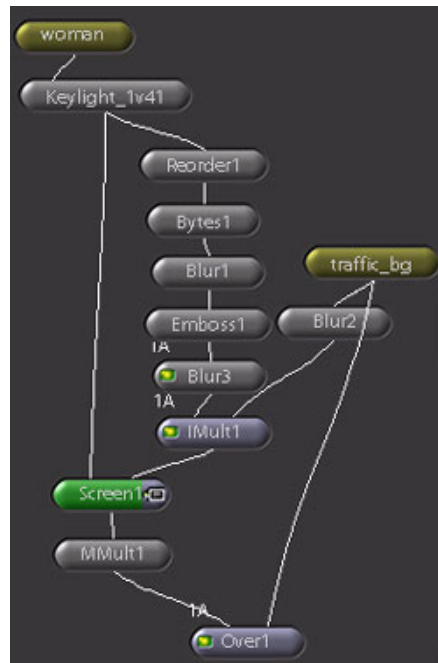 woman
Keylight_1v41
Reorder1
Bytes1
Blur1
traffic_bg
Emboss1
Blur2
1A
Blur3
1A
IMult1
Screen1
MMult1
1A
Over1